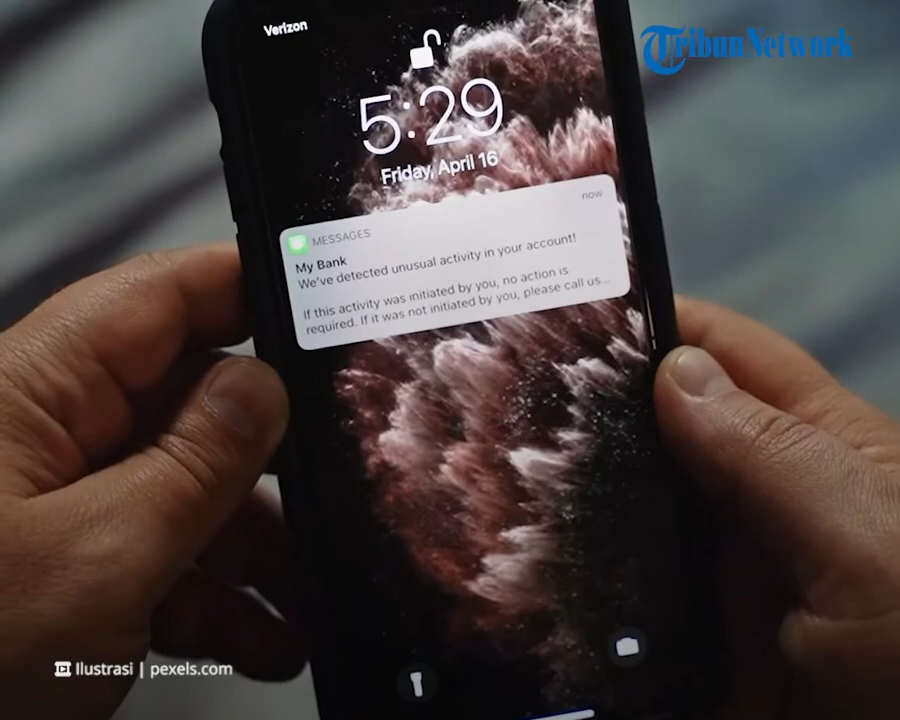 Verizon
TribunNetwork
5:29
Friday, April 16
MESSAGES
now
My Bank
We've detected unusual activity in your account!
If this activity was initiated by you, no action is
required. If it was not initiated by you, please call us...
Ilustrasi | pexels.com